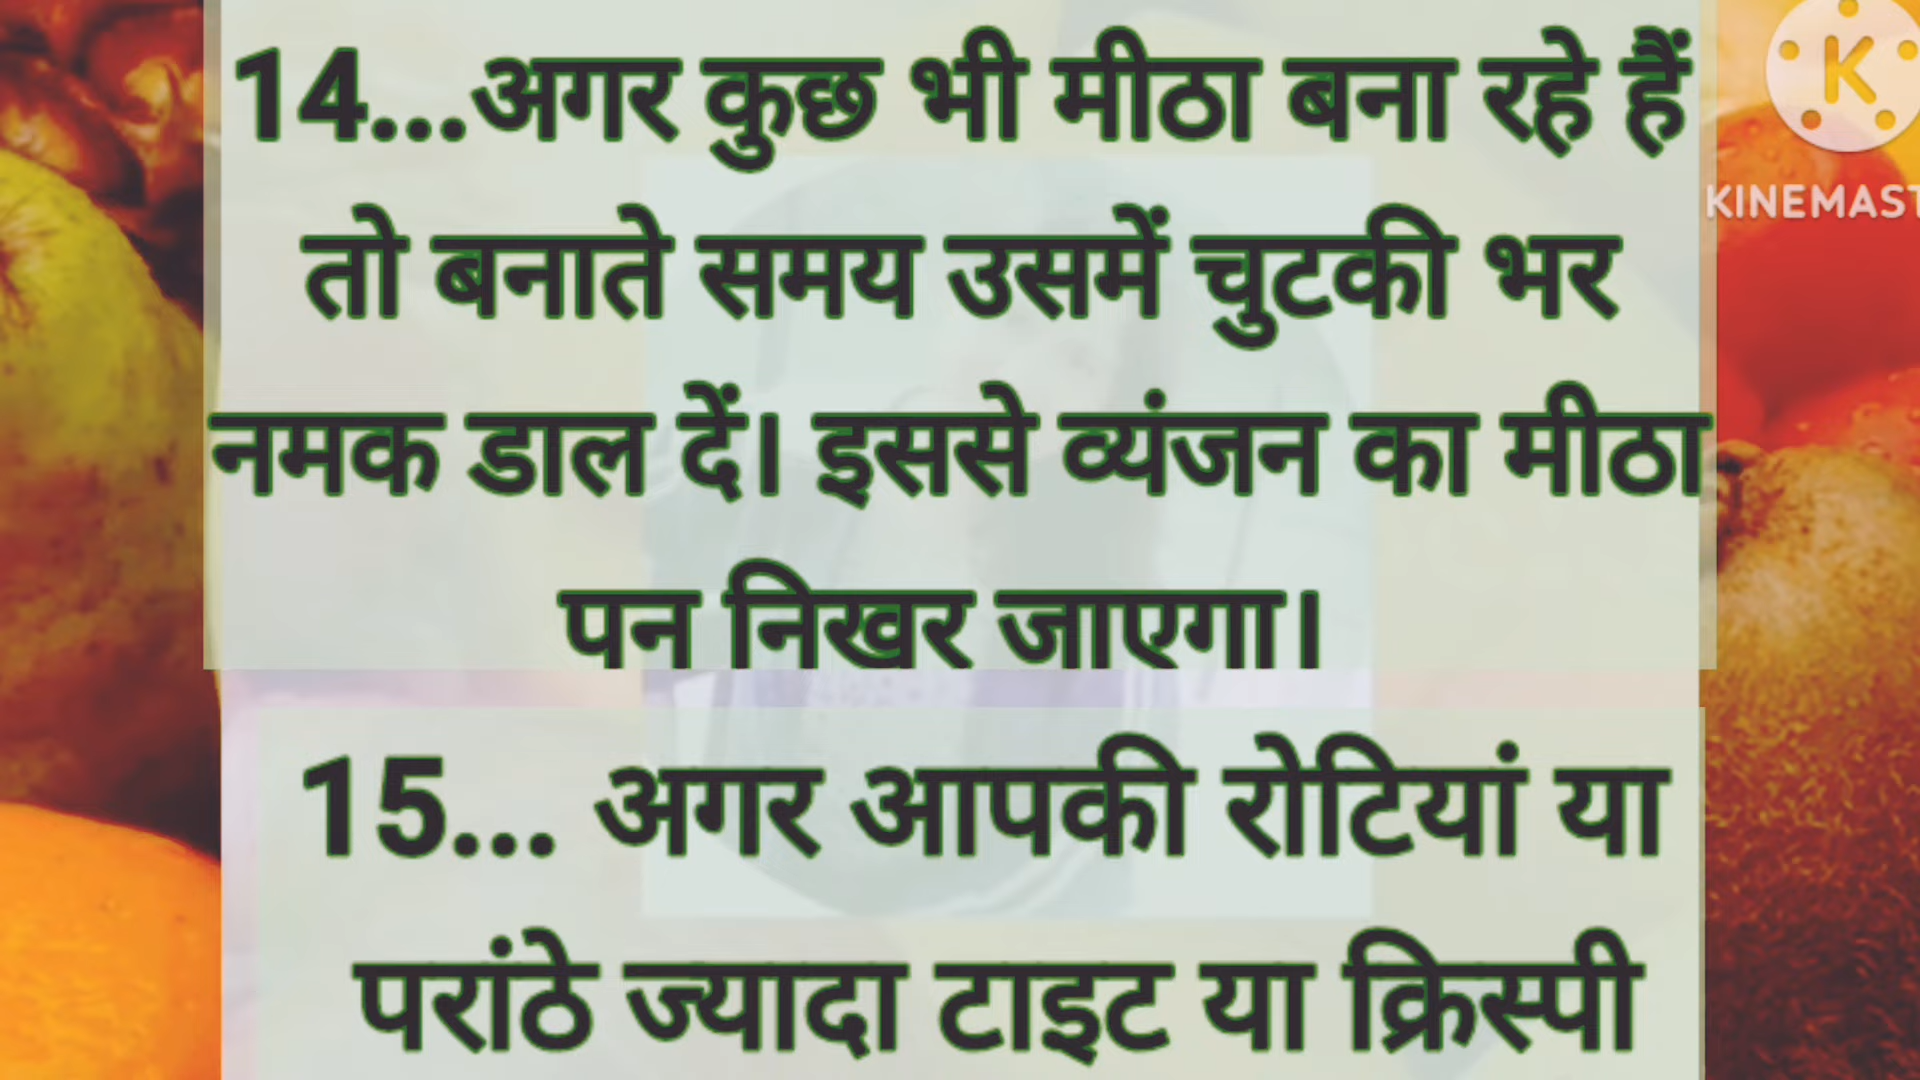 14...अगर कुछ भी मीठा बना रहे हैं
तो बनाते समय उसमें चुटकी भर
नमक डाल दें। इससे व्यंजन का मीठा
पन निखर जाएगा।
15... अगर आपकी रोटियां या
परांठे ज्यादा टाइट या क्रिस्पी
K
KINEMAST